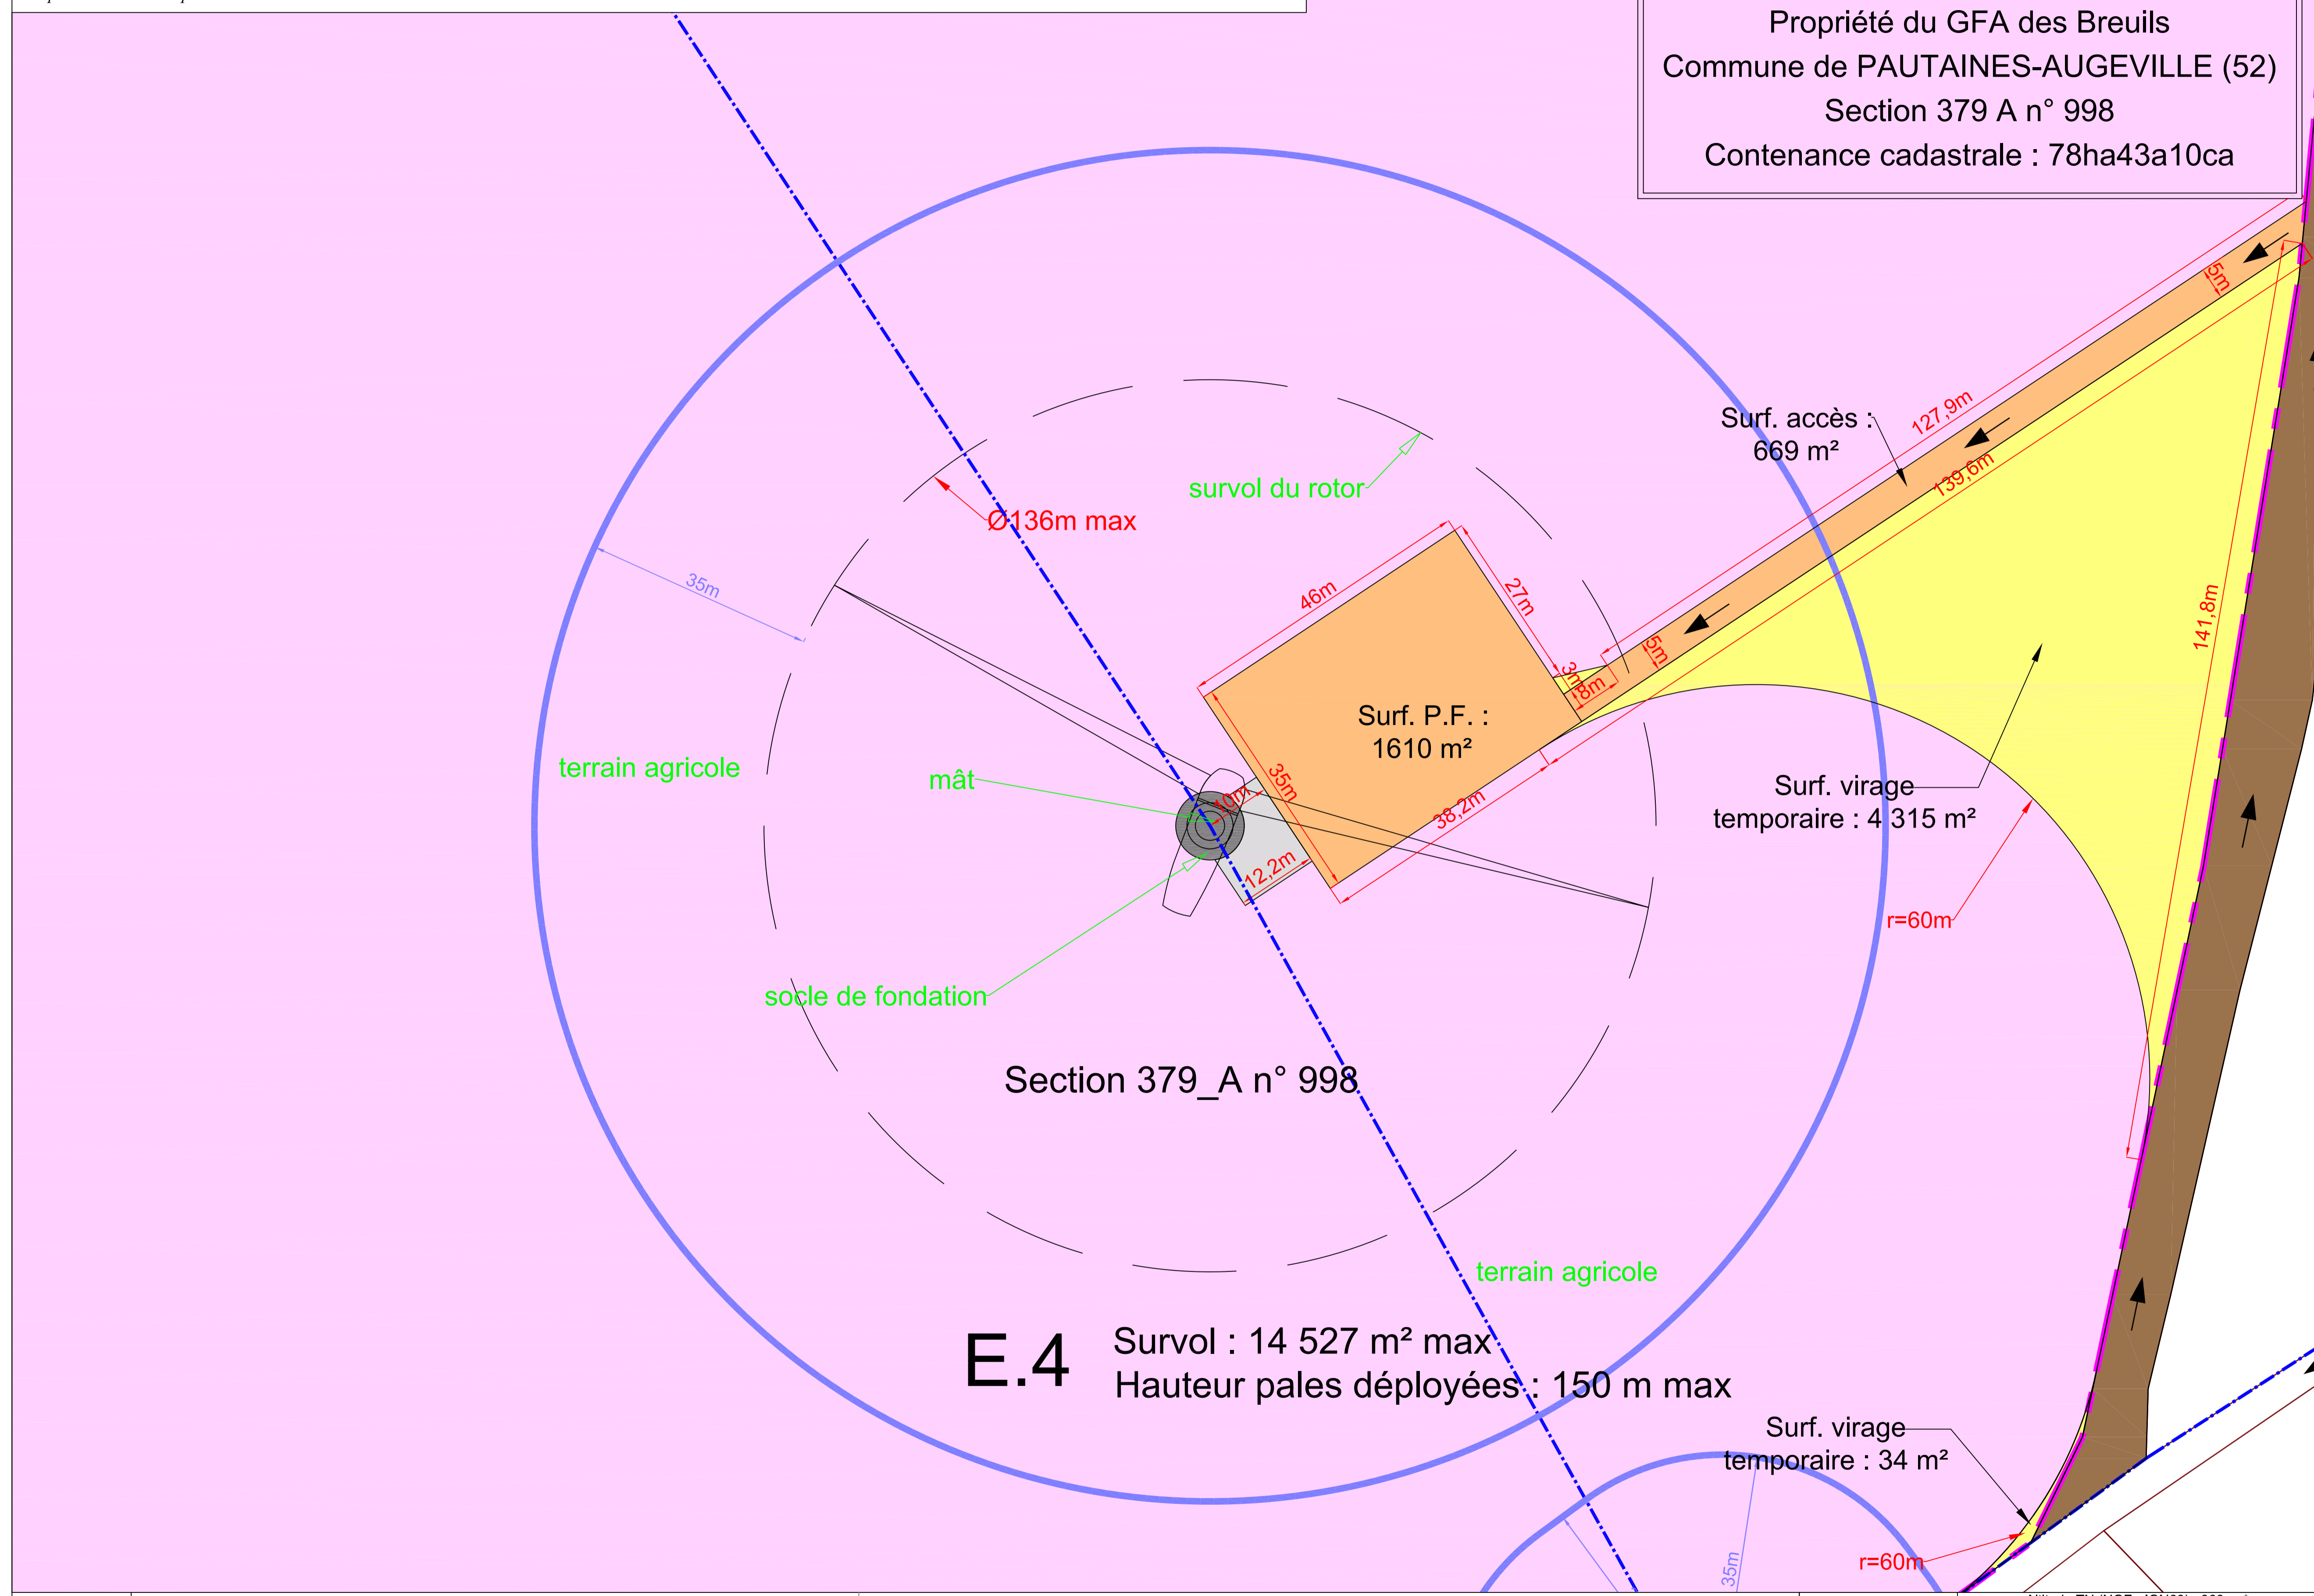 Propriété du GFA des Breuils
Commune de PAUTAINES-AUGEVILLE (52)
Section 379 A n° 998
Contenance cadastrale : 78ha43a10ca
5m
127,9m
Surf. accès :
669 m²
139,6m
survol du rotor
Ø136m max
35m
46m
27m
141,8m
5m
3m
8m
Surf. P.F. :
1610 m²
terrain agricole
mât
35m
10m
38,2m
Surf. virage
temporaire : 4 315 m²
12,2m
r=60m
socle de fondation
Section 379_A n° 998
terrain agricole
E.4
Survol : 14 527 m² max
Hauteur pales déployées : 150 m max
Surf. virage
temporaire : 34 m²
r=60m
35m